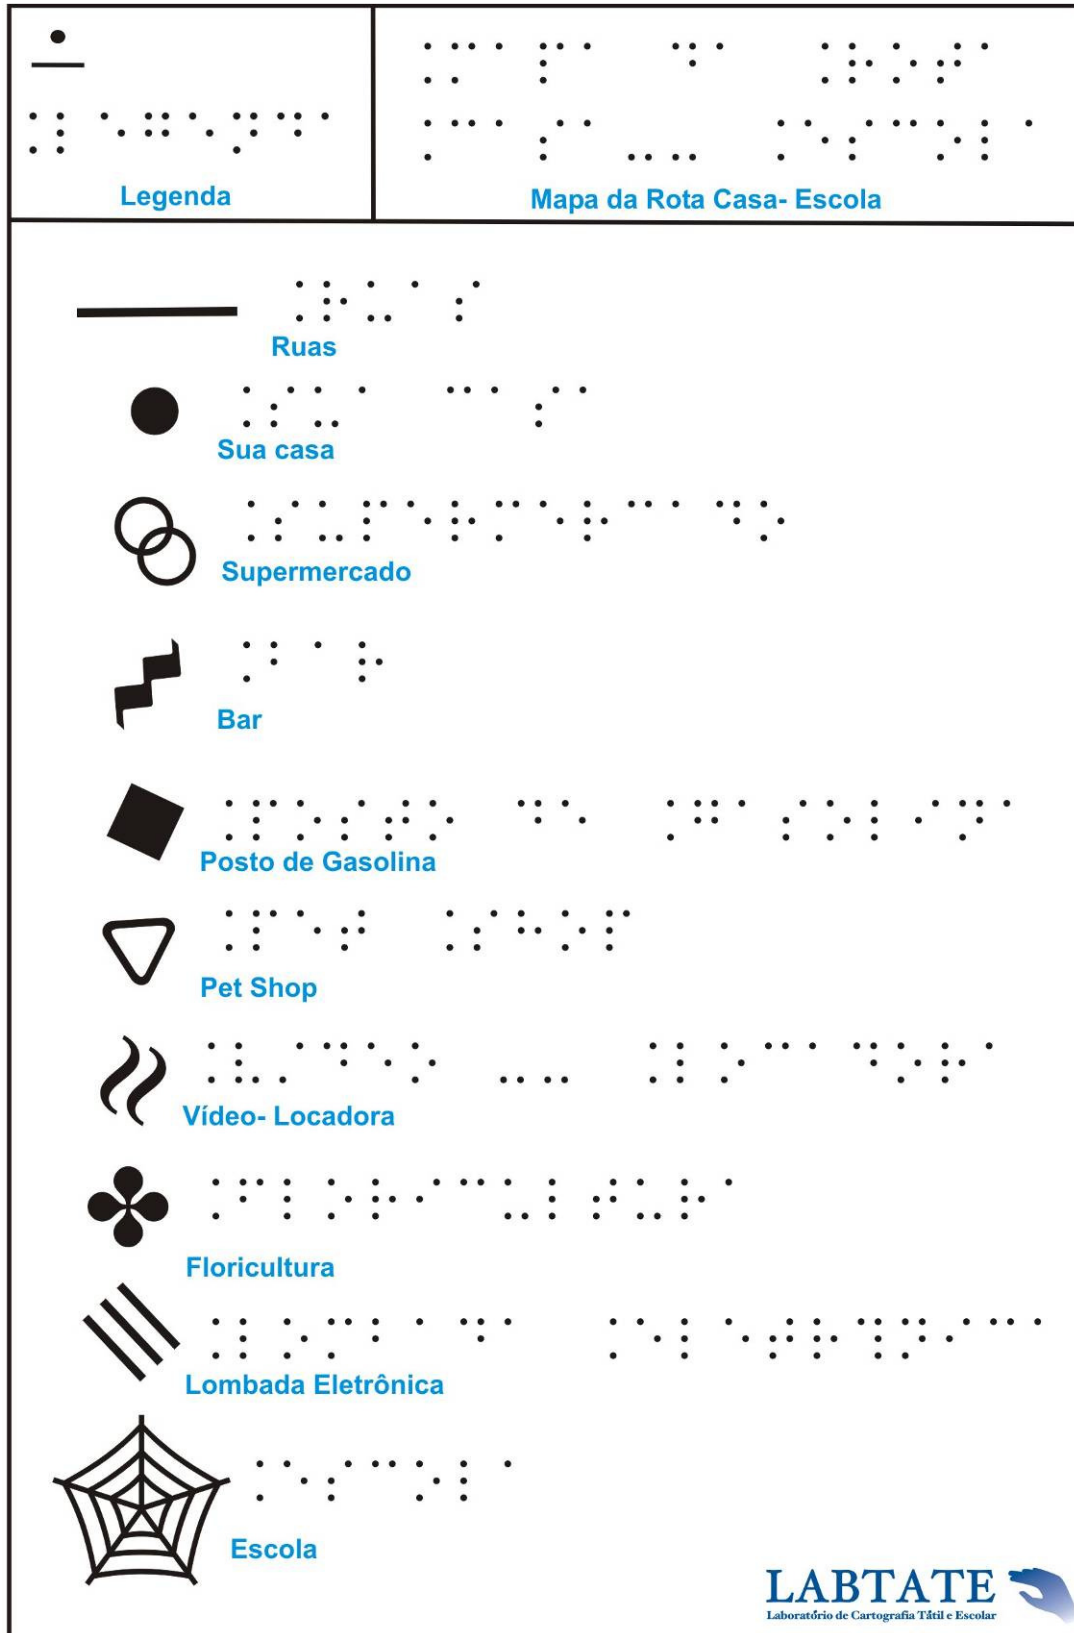 Legenda
Mapa da Rota Casa- Escola
Ruas
Sua casa
Supermercado
Bar
Posto de Gasolina
Pet Shop
Vídeo- Locadora
Floricultura
Lombada Eletrônica
Escola
LABTATE
Laboratório de Cartografia Tátil e Escolar